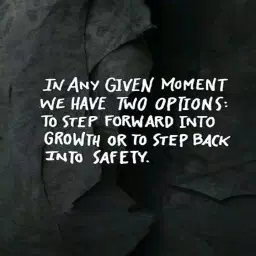 IN ANY GIVEN MOMENT
WE HAVE TWO OPTIONS:
TO STEP FORWARD INTO
GROWTH OR TO STEP BACK
INTO SAFETY.